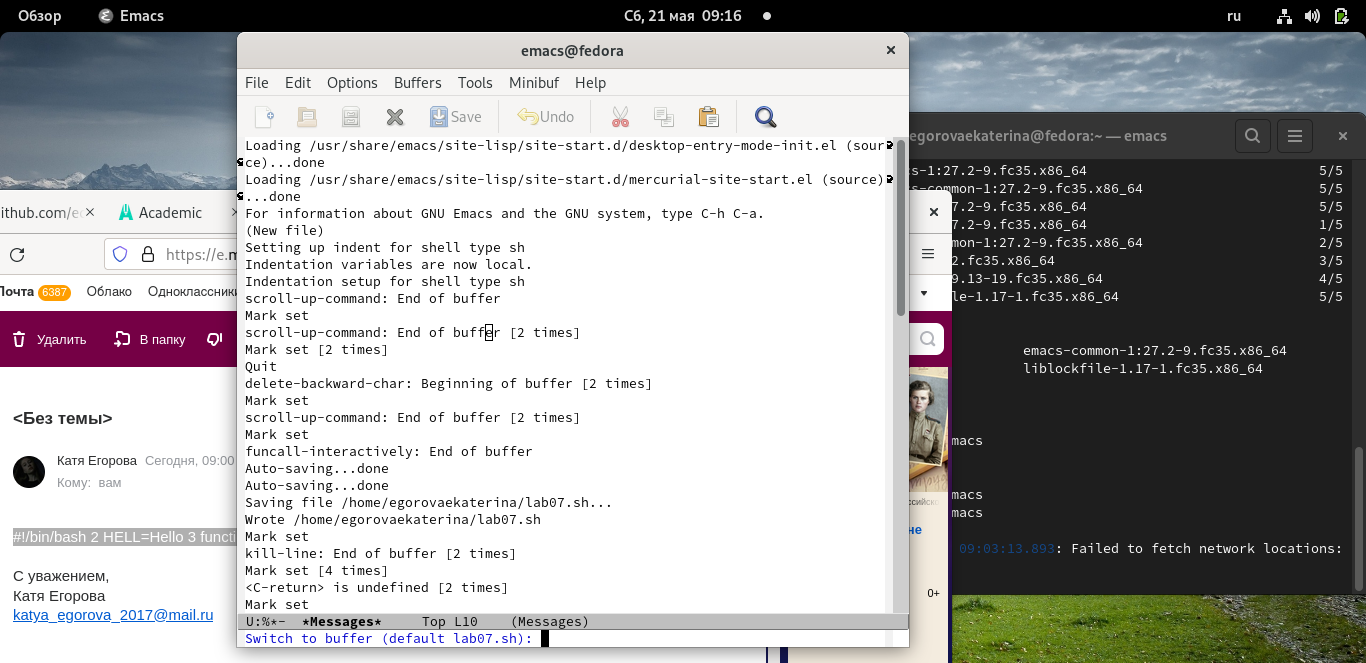 Обзор
Emacs
Сб, 21 мая 09:16
ru
emacs@fedora
File Edit Options Buffers Tools Minibuf Help
Save
Undo
Loading /usr/share/emacs/site-lisp/site-start.d/desktop-entry-mode-init.el (sour
ce)...done
Loading /usr/share/emacs/site-lisp/site-start.d/mercurial-site-start.el (source)
...done
For information about GNU Emacs and the GNU system, type C-h C-a.
(New file)
Setting up indent for shell type sh
Indentation variables are now local.
Indentation setup for shell type sh
scroll-up-command: End of buffer
Mark set
scroll-up-command: End of buffer [2 times]
Mark set [2 times]
Quit
delete-backward-char: Beginning of buffer [2 times]
Mark set
scroll-up-command: End of buffer [2 times]
Mark set
funcall-interactively: End of buffer
Auto-saving...done
Auto-saving...done
Saving file /home/egorovaekaterina/lab07.sh...
Wrote /home/egorovaekaterina/lab07.sh
Mark set
kill-line: End of buffer [2 times]
Mark set [4 times]
<C-return> is undefined [2 times]
Mark set
U:%*- *Messages* Top L10 (Messages)
Switch to buffer (default lab07.sh):
ithub.com/e
Academic
https://e.m
Почта 6387 Облако Одноклассники
Удалить
В папку
<Без темы>
Катя Егорова Сегодня, 09:00
Кому: вам
#!/bin/bash 2 HELL=Hello 3 functi
С уважением,
Катя Егорова
katya_egorova_2017@mail.ru
не
0+
egorovaekaterina@fedora:~ — emacs
s-1:27.2-9.fc35.x86_64 5/5
s-common-1:27.2-9.fc35.x86_64 5/5
7.2-9.fc35.x86_64 5/5
7.2-9.fc35.x86_64 1/5
mmon-1:27.2-9.fc35.x86_64 2/5
2.fc35.x86_64 3/5
9.13-19.fc35.x86_64 4/5
le-1.17-1.fc35.x86_64 5/5
emacs-common-1:27.2-9.fc35.x86_64
liblockfile-1.17-1.fc35.x86_64
macs
macs
macs
09:03:13.893: Failed to fetch network locations: